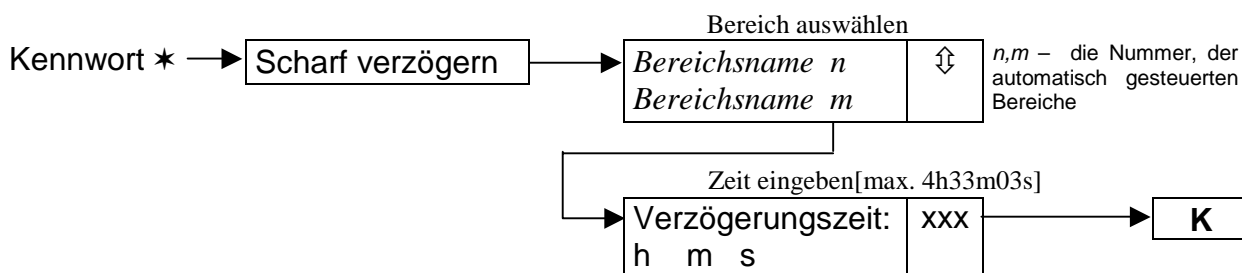 Bereich auswählen
Kennwort ✶
Scharf verzögern
Bereichsname n
Bereichsname m
⇕
n,m – die Nummer, der
automatisch gesteuerten
Bereiche
Zeit eingeben[max. 4h33m03s]
Verzögerungszeit:
h m s
xxx
K